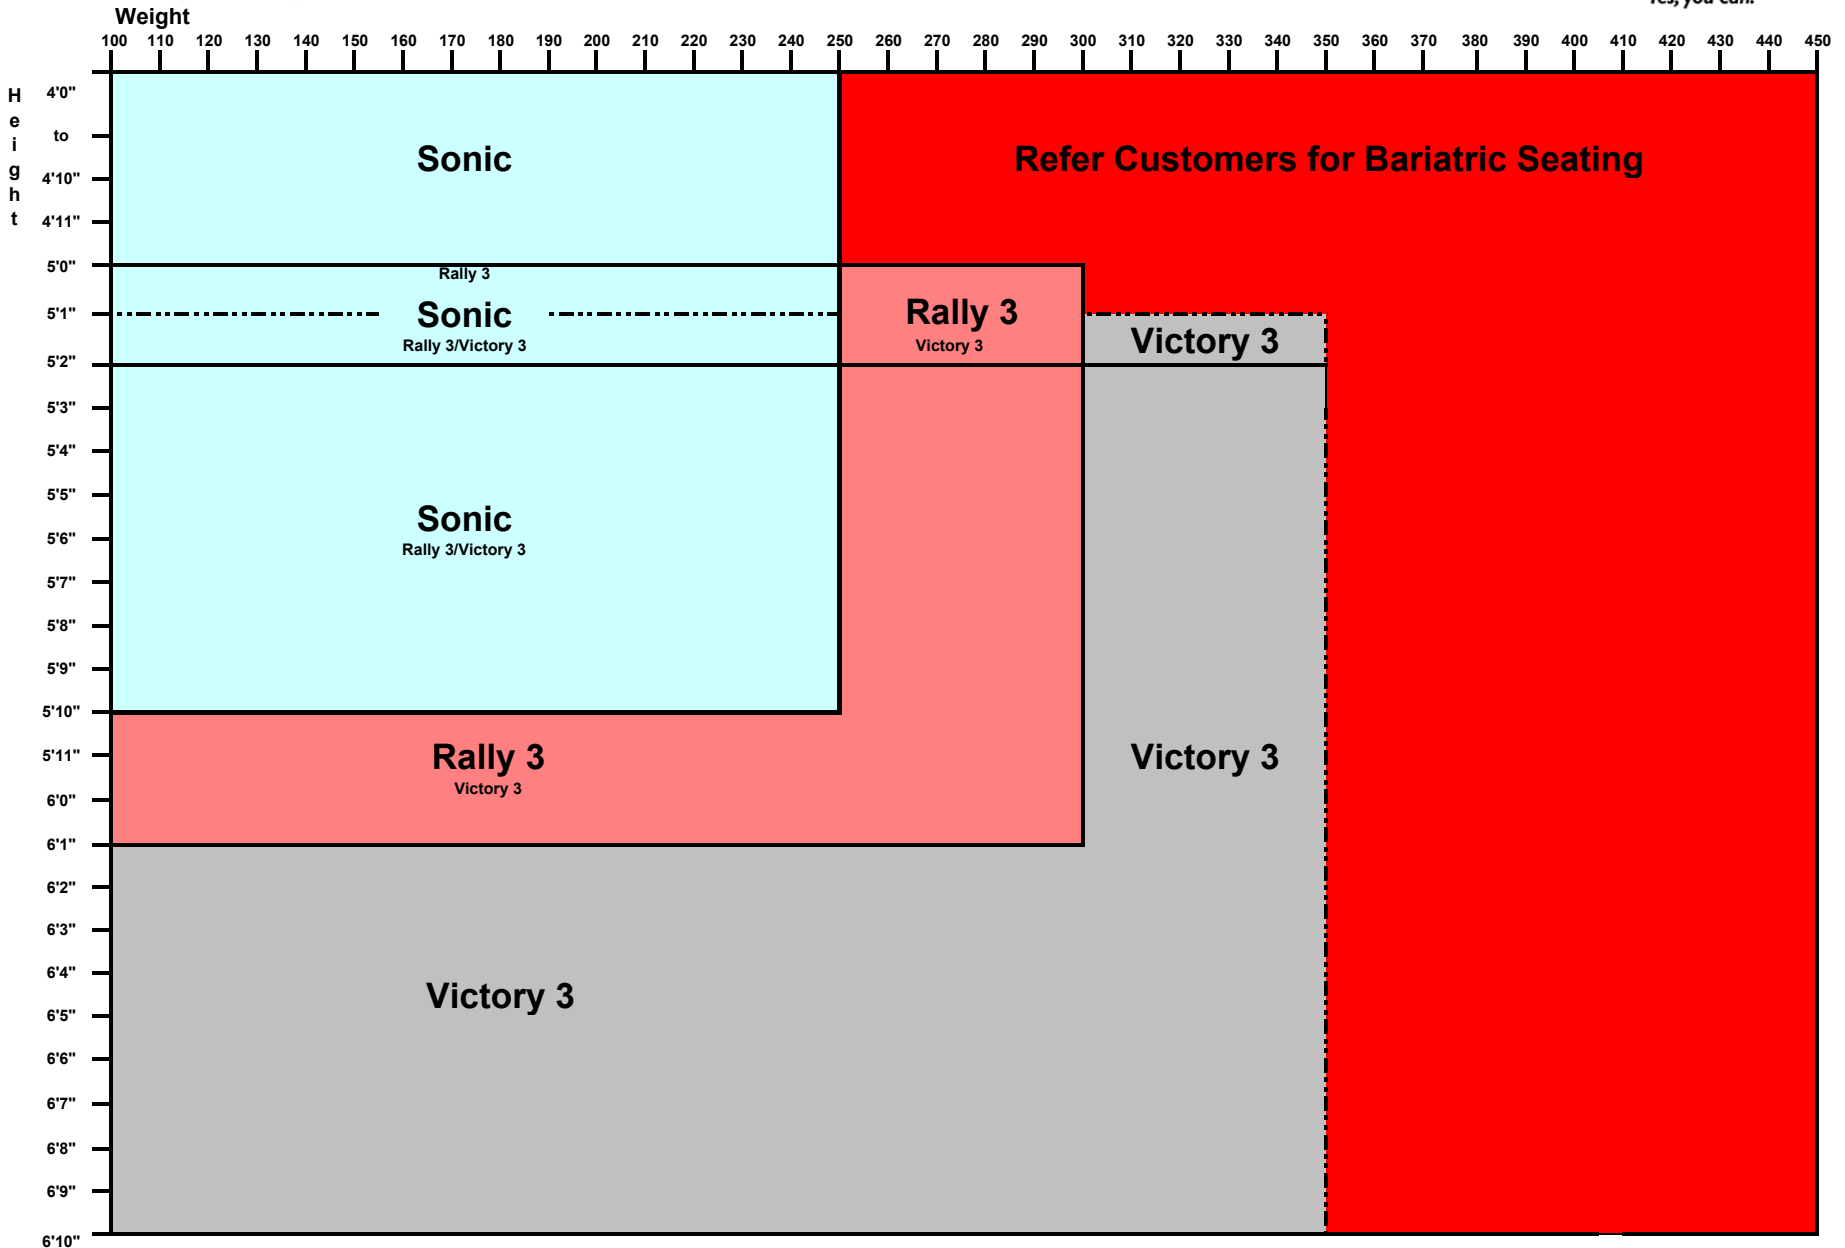 Yes, you can.
Weight
100 110 120 130 140 150 160 170 180 190 200 210 220 230 240 250 260 270 280 290 300 310 320 330 340 350 360 370 380 390 400 410 420 430 440 450
Height
4'0"
to
Sonic
Refer Customers for Bariatric Seating
4'10"
4'11"
5'0"
Rally 3
5'1"
Sonic
Rally 3
Rally 3/Victory 3
Victory 3
Victory 3
5'2"
5'3"
5'4"
5'5"
Sonic
5'6"
Rally 3/Victory 3
5'7"
5'8"
5'9"
5'10"
5'11"
Rally 3
Victory 3
Victory 3
6'0"
6'1"
6'2"
6'3"
6'4"
Victory 3
6'5"
6'6"
6'7"
6'8"
6'9"
6'10"